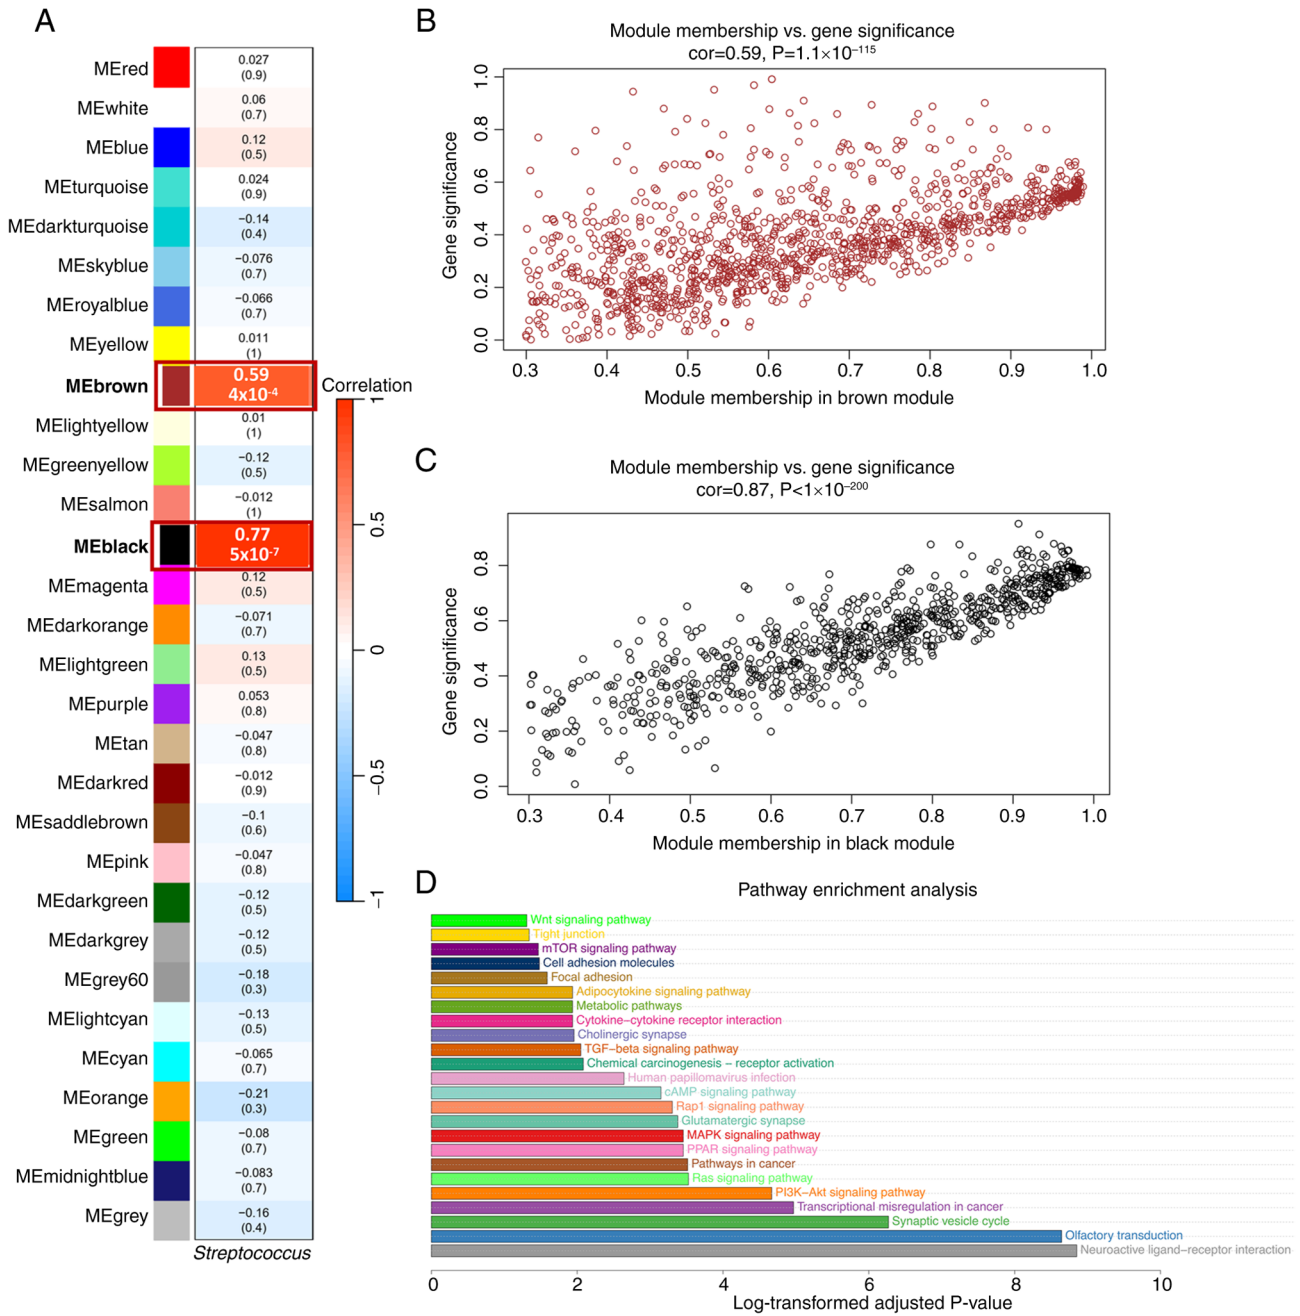 A
MEred
0.027
(0.9)
MEwhite
0.06
(0.7)
MEblue
0.12
(0.5)
MEturquoise
0.024
(0.9)
MEdarkturquoise
−0.14
(0.4)
MEskyblue
−0.076
(0.7)
MEroyalblue
−0.066
(0.7)
MEyellow
0.011
(1)
MEbrown
0.59
4x10-4
MElightyellow
0.01
(1)
MEgreenyellow
−0.12
(0.5)
MEsalmon
−0.012
(1)
MEblack
0.77
5x10-7
MEmagenta
0.12
(0.5)
MEdarkorange
−0.071
(0.7)
MElightgreen
0.13
(0.5)
MEpurple
0.053
(0.8)
MEtan
−0.047
(0.8)
MEdarkred
−0.012
(0.9)
MEsaddlebrown
−0.1
(0.6)
MEpink
−0.047
(0.8)
MEdarkgreen
−0.12
(0.5)
MEdarkgrey
−0.12
(0.5)
MEgrey60
−0.18
(0.3)
MElightcyan
−0.13
(0.5)
MEcyan
−0.065
(0.7)
MEorange
−0.21
(0.3)
MEgreen
−0.08
(0.7)
MEmidnightblue
−0.083
(0.7)
MEgrey
−0.16
(0.4)
Streptococcus
Correlation
1
0.5
0
−0.5
−1
B
Module membership vs. gene significance
cor=0.59, P=1.1×10−115
Gene significance
1.0
0.8
0.6
0.4
0.2
0.0
0.3 0.4 0.5 0.6 0.7 0.8 0.9 1.0
Module membership in brown module
C
Module membership vs. gene significance
cor=0.87, P<1×10−200
Gene significance
0.8
0.6
0.4
0.2
0.0
0.3 0.4 0.5 0.6 0.7 0.8 0.9 1.0
Module membership in black module
D
Pathway enrichment analysis
Wnt signaling pathway
Tight junction
mTOR signaling pathway
Cell adhesion molecules
Focal adhesion
Adipocytokine signaling pathway
Metabolic pathways
Cytokine−cytokine receptor interaction
Cholinergic synapse
TGF−beta signaling pathway
Chemical carcinogenesis − receptor activation
Human papillomavirus infection
cAMP signaling pathway
Rap1 signaling pathway
Glutamatergic synapse
MAPK signaling pathway
PPAR signaling pathway
Pathways in cancer
Ras signaling pathway
PI3K−Akt signaling pathway
Transcriptional misregulation in cancer
Synaptic vesicle cycle
Olfactory transduction
Neuroactive ligand−receptor interaction
0 2 4 6 8 10
Log-transformed adjusted P-value